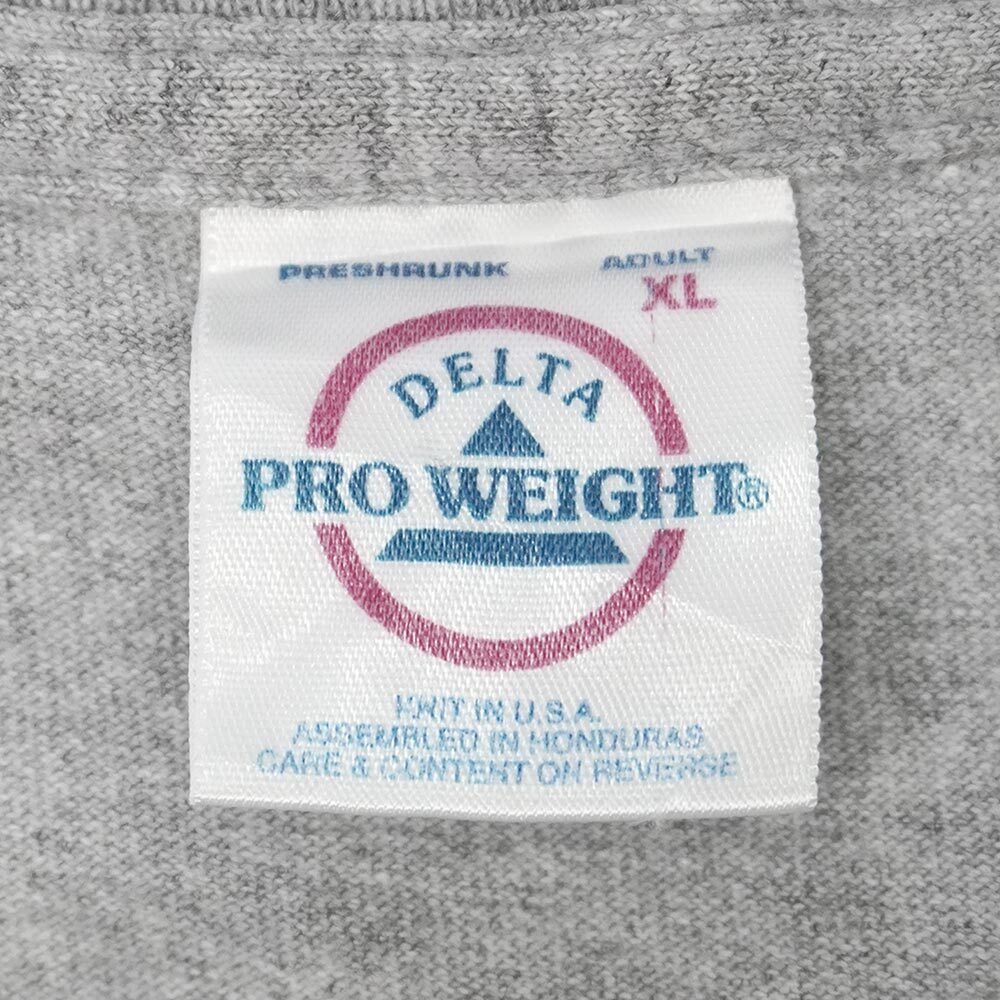 PRESHRUNK ADULT
XL
DELTA
PRO WEIGHT®
KNIT IN U.S.A.
ASSEMBLED IN HONDURAS
CARE & CONTENT ON REVERSE